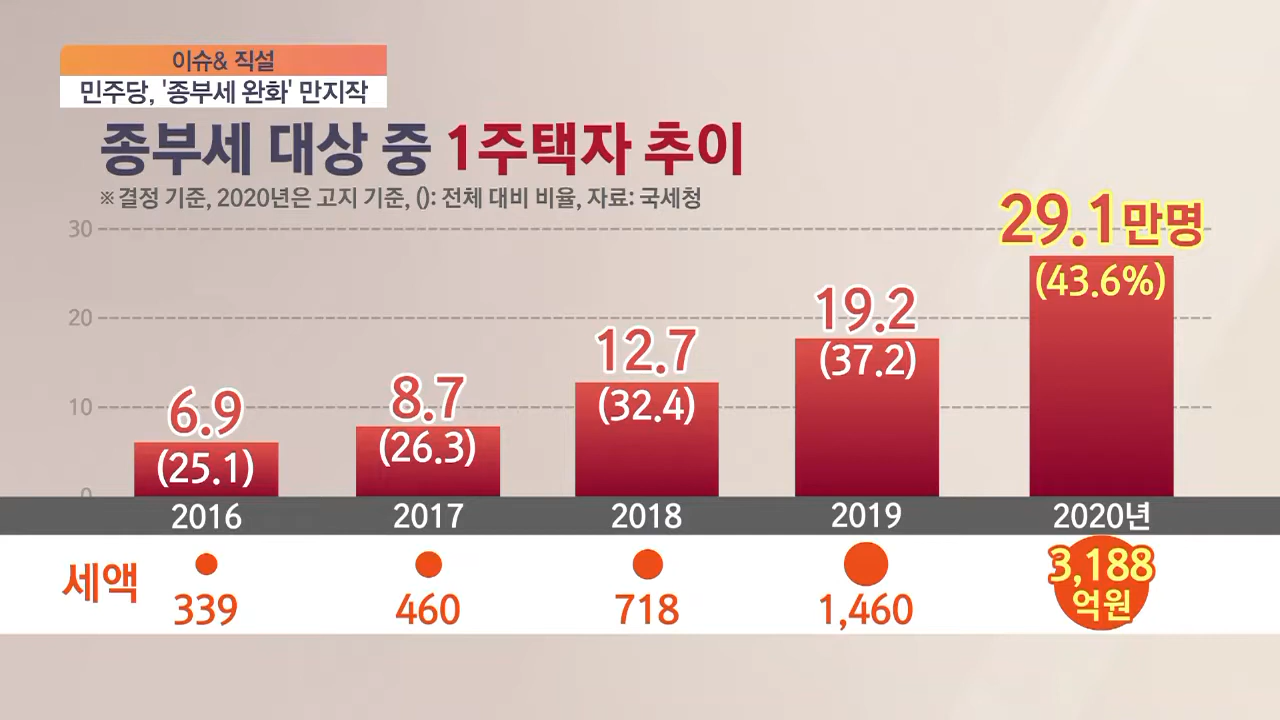 이슈& 직설
민주당, '종부세 완화' 만지작
종부세 대상 중 1주택자 추이
※결정 기준, 2020년은 고지 기준, (): 전체 대비 비율, 자료: 국세청
30
20
10
0
6.9
(25.1)
8.7
(26.3)
12.7
(32.4)
19.2
(37.2)
29.1만명
(43.6%)
2016 2017 2018 2019 2020년
세액
339 460 718 1,460 3,188
억원